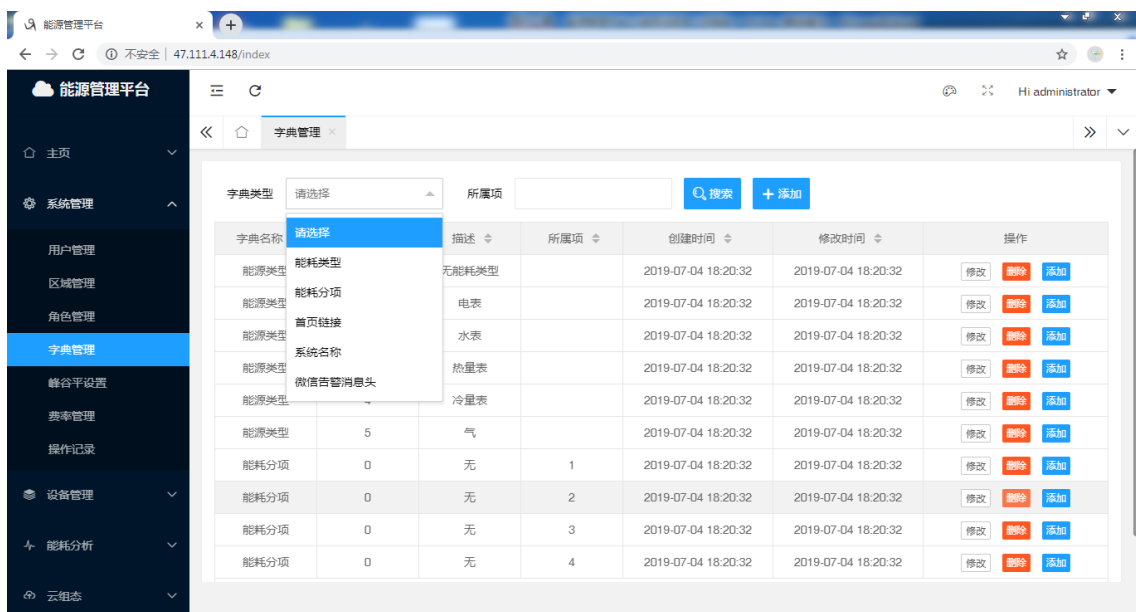 能源管理平台
不安全 | 47.111.4.148/index
能源管理平台
Hi administrator
字典管理
主页
系统管理
用户管理
区域管理
角色管理
字典管理
峰谷平设置
费率管理
操作记录
设备管理
能耗分析
云组态
字典类型 请选择 所属项 搜索 添加
请选择
能耗类型
能耗分项
首页链接
系统名称
微信告警消息头
字典名称 描述 所属项 创建时间 修改时间 操作
能源类型 无能耗类型 2019-07-04 18:20:32 2019-07-04 18:20:32 修改 删除 添加
能源类型 电表 2019-07-04 18:20:32 2019-07-04 18:20:32 修改 删除 添加
能源类型 水表 2019-07-04 18:20:32 2019-07-04 18:20:32 修改 删除 添加
能源类型 热量表 2019-07-04 18:20:32 2019-07-04 18:20:32 修改 删除 添加
能源类型 4 冷量表 2019-07-04 18:20:32 2019-07-04 18:20:32 修改 删除 添加
能源类型 5 气 2019-07-04 18:20:32 2019-07-04 18:20:32 修改 删除 添加
能耗分项 0 无 1 2019-07-04 18:20:32 2019-07-04 18:20:32 修改 删除 添加
能耗分项 0 无 2 2019-07-04 18:20:32 2019-07-04 18:20:32 修改 删除 添加
能耗分项 0 无 3 2019-07-04 18:20:32 2019-07-04 18:20:32 修改 删除 添加
能耗分项 0 无 4 2019-07-04 18:20:32 2019-07-04 18:20:32 修改 删除 添加